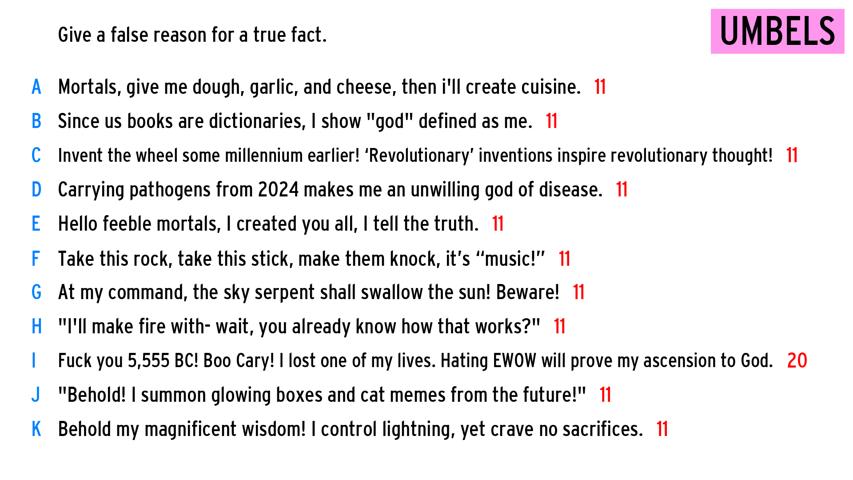 Give a false reason for a true fact.
UMBELS
A Mortals, give me dough, garlic, and cheese, then i'll create cuisine. 11
B Since us books are dictionaries, I show "god" defined as me. 11
C Invent the wheel some millennium earlier! ‘Revolutionary’ inventions inspire revolutionary thought! 11
D Carrying pathogens from 2024 makes me an unwilling god of disease. 11
E Hello feeble mortals, I created you all, I tell the truth. 11
F Take this rock, take this stick, make them knock, it’s “music!” 11
G At my command, the sky serpent shall swallow the sun! Beware! 11
H "I'll make fire with- wait, you already know how that works?" 11
I Fuck you 5,555 BC! Boo Cary! I lost one of my lives. Hating EWOW will prove my ascension to God. 20
J "Behold! I summon glowing boxes and cat memes from the future!" 11
K Behold my magnificent wisdom! I control lightning, yet crave no sacrifices. 11